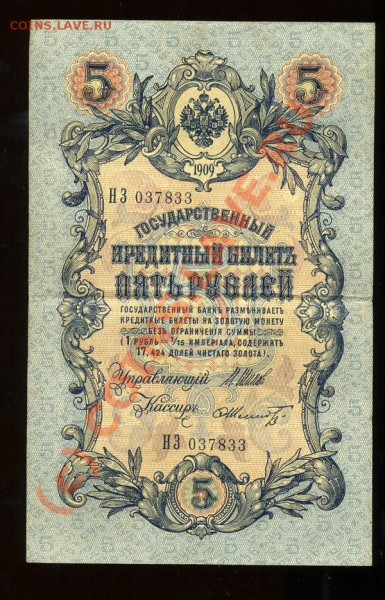 COINS.LAVE.RU
5 5
1909
НЗ 037833
ГОСУДАРСТВЕННЫЙ
КРЕДИТНЫЙ БИЛЕТЪ
ПЯТЬ РУБЛЕЙ
ГОСУДАРСТВЕННЫЙ БАНКЪ РАЗМѢНИВАЕТЪ
КРЕДИТНЫЕ БИЛЕТЫ НА ЗОЛОТУЮ МОНЕТУ
БЕЗЪ ОГРАНИЧЕНІЯ СУММЫ
(1 РУБЛЬ = 1/15 ИМПЕРІАЛА, СОДЕРЖИТЪ
17,424 ДОЛЕЙ ЧИСТАГО ЗОЛОТА).
Управляющій
Кассиръ
НЗ 037833
5